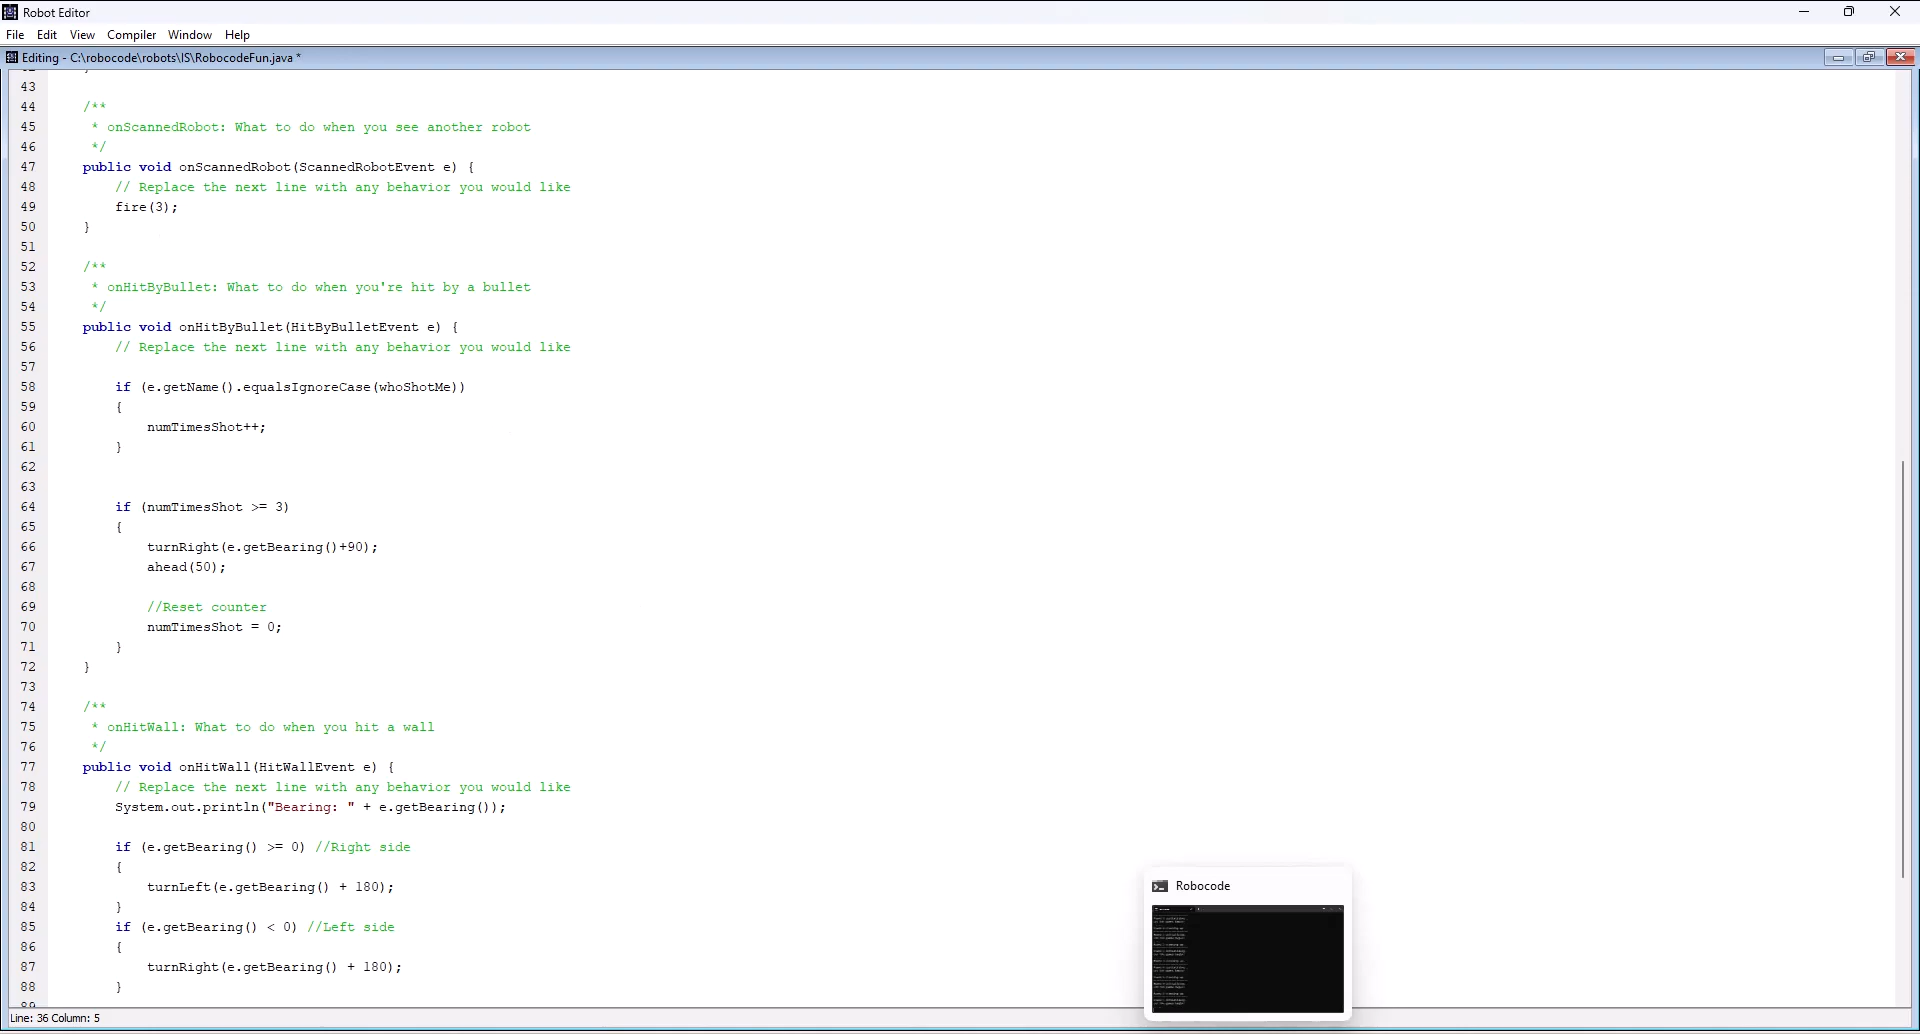 Robot Editor
File Edit View Compiler Window Help
Editing - C:\robocode\robots\IS\RobocodeFun.java *
43
44 /**
45 * onScannedRobot: What to do when you see another robot
46 */
47 public void onScannedRobot(ScannedRobotEvent e) {
48 // Replace the next line with any behavior you would like
49 fire(3);
50 }
51
52 /**
53 * onHitByBullet: What to do when you're hit by a bullet
54 */
55 public void onHitByBullet(HitByBulletEvent e) {
56 // Replace the next line with any behavior you would like
57
58 if (e.getName().equalsIgnoreCase(whoShotMe))
59 {
60 numTimesShot++;
61 }
62
63
64 if (numTimesShot >= 3)
65 {
66 turnRight(e.getBearing()+90);
67 ahead(50);
68
69 //Reset counter
70 numTimesShot = 0;
71 }
72 }
73
74 /**
75 * onHitWall: What to do when you hit a wall
76 */
77 public void onHitWall(HitWallEvent e) {
78 // Replace the next line with any behavior you would like
79 System.out.println("Bearing: " + e.getBearing());
80
81 if (e.getBearing() >= 0) //Right side
82 {
83 turnLeft(e.getBearing() + 180);
84 }
85 if (e.getBearing() < 0) //Left side
86 {
87 turnRight(e.getBearing() + 180);
88 }
Robocode
Line: 36 Column: 5